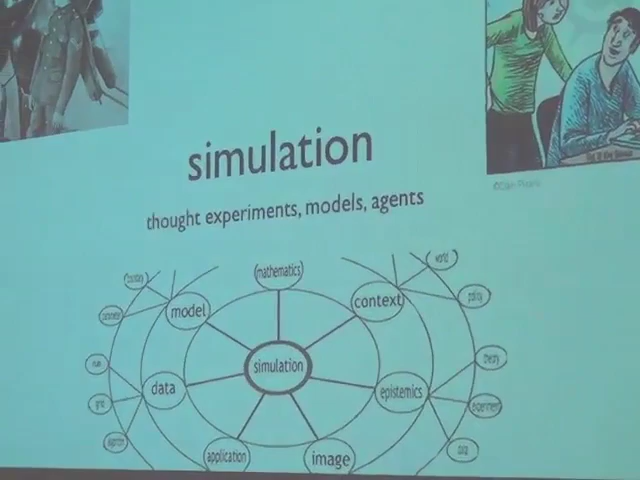 simulation
thought experiments, models, agents
mathematics
world
model
context
policy
simulation
theory
data
epistemics
experiment
application
image